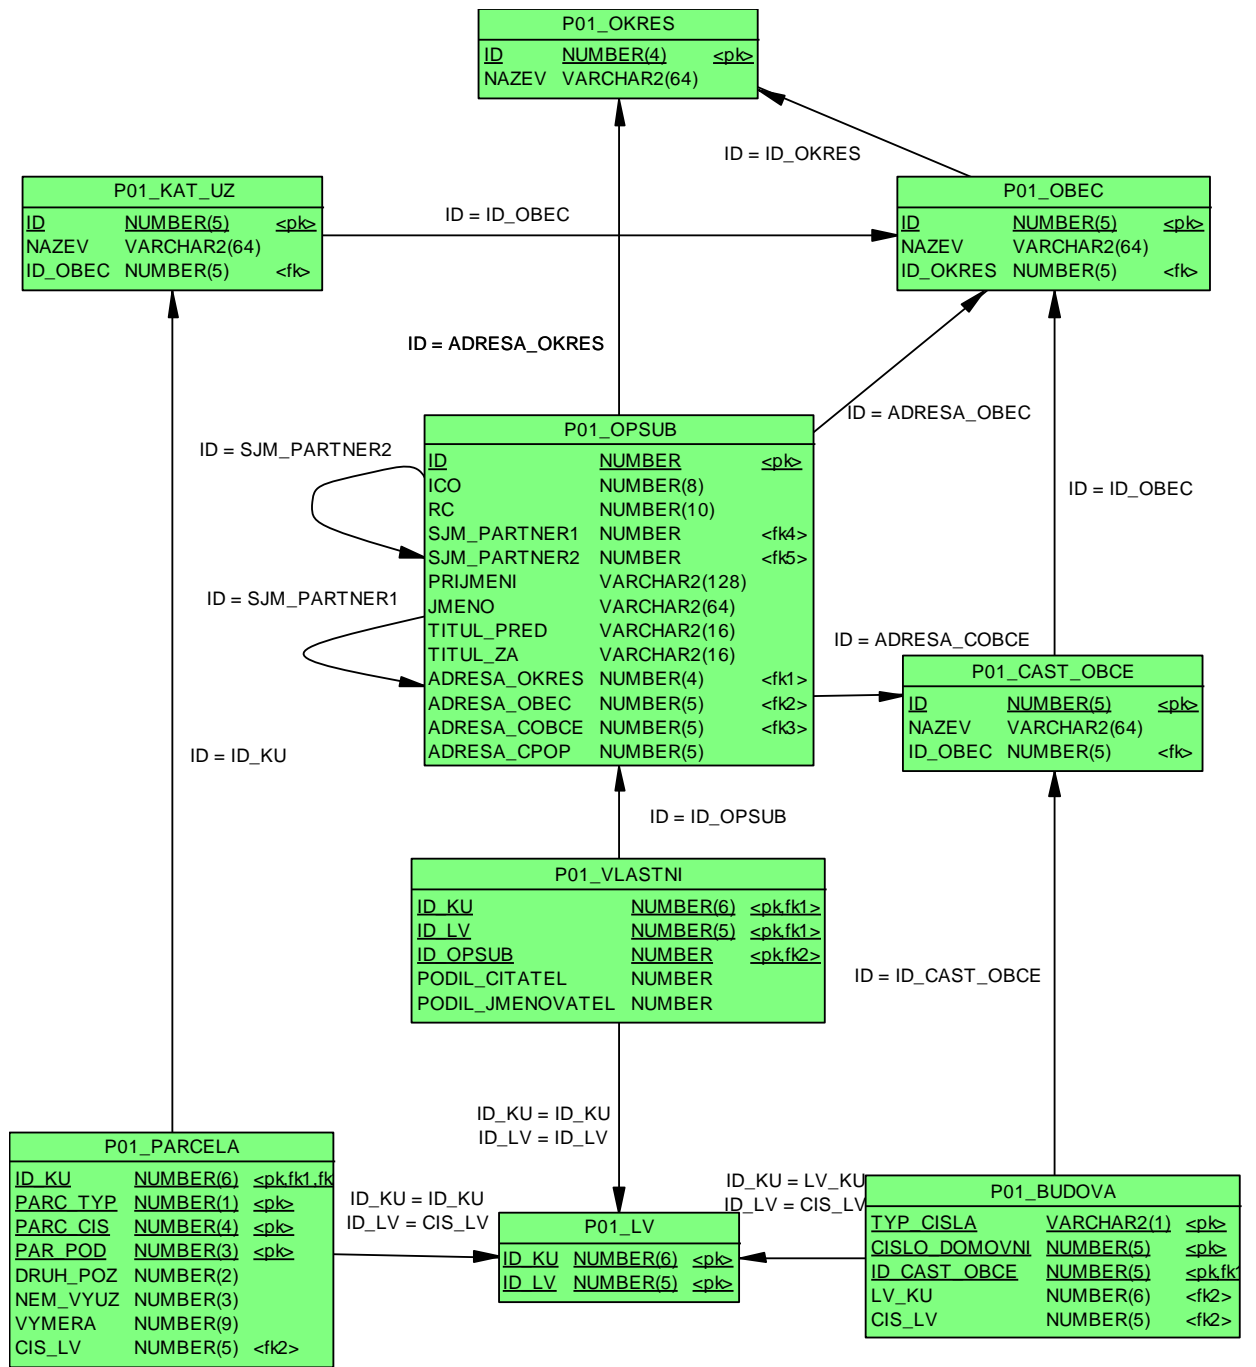 P01_OKRES
ID NUMBER(4) <pk>
NAZEV VARCHAR2(64)
ID = ID_OKRES
P01_KAT_UZ
ID NUMBER(5) <pk>
NAZEV VARCHAR2(64)
ID_OBEC NUMBER(5) <fk>
ID = ID_OBEC
P01_OBEC
ID NUMBER(5) <pk>
NAZEV VARCHAR2(64)
ID_OKRES NUMBER(5) <fk>
ID = ADRESA_OKRES
ID = ADRESA_OBEC
ID = SJM_PARTNER2
ID = SJM_PARTNER1
P01_OPSUB
ID NUMBER <pk>
ICO NUMBER(8)
RC NUMBER(10)
SJM_PARTNER1 NUMBER <fk4>
SJM_PARTNER2 NUMBER <fk5>
PRIJMENI VARCHAR2(128)
JMENO VARCHAR2(64)
TITUL_PRED VARCHAR2(16)
TITUL_ZA VARCHAR2(16)
ADRESA_OKRES NUMBER(4) <fk1>
ADRESA_OBEC NUMBER(5) <fk2>
ADRESA_COBCE NUMBER(5) <fk3>
ADRESA_CPOP NUMBER(5)
ID = ID_OBEC
ID = ADRESA_COBCE
P01_CAST_OBCE
ID NUMBER(5) <pk>
NAZEV VARCHAR2(64)
ID_OBEC NUMBER(5) <fk>
ID = ID_KU
ID = ID_OPSUB
P01_VLASTNI
ID_KU NUMBER(6) <pk,fk1>
ID_LV NUMBER(5) <pk,fk1>
ID_OPSUB NUMBER <pk,fk2>
PODIL_CITATEL NUMBER
PODIL_JMENOVATEL NUMBER
ID = ID_CAST_OBCE
ID_KU = ID_KU
ID_LV = ID_LV
P01_PARCELA
ID_KU NUMBER(6) <pk,fk1,fk
PARC_TYP NUMBER(1) <pk>
PARC_CIS NUMBER(4) <pk>
PAR_POD NUMBER(3) <pk>
DRUH_POZ NUMBER(2)
NEM_VYUZ NUMBER(3)
VYMERA NUMBER(9)
CIS_LV NUMBER(5) <fk2>
ID_KU = ID_KU
ID_LV = CIS_LV
P01_LV
ID_KU NUMBER(6) <pk>
ID_LV NUMBER(5) <pk>
ID_KU = LV_KU
ID_LV = CIS_LV
P01_BUDOVA
TYP_CISLA VARCHAR2(1) <pk>
CISLO_DOMOVNI NUMBER(5) <pk>
ID_CAST_OBCE NUMBER(5) <pk,fk1
LV_KU NUMBER(6) <fk2>
CIS_LV NUMBER(5) <fk2>